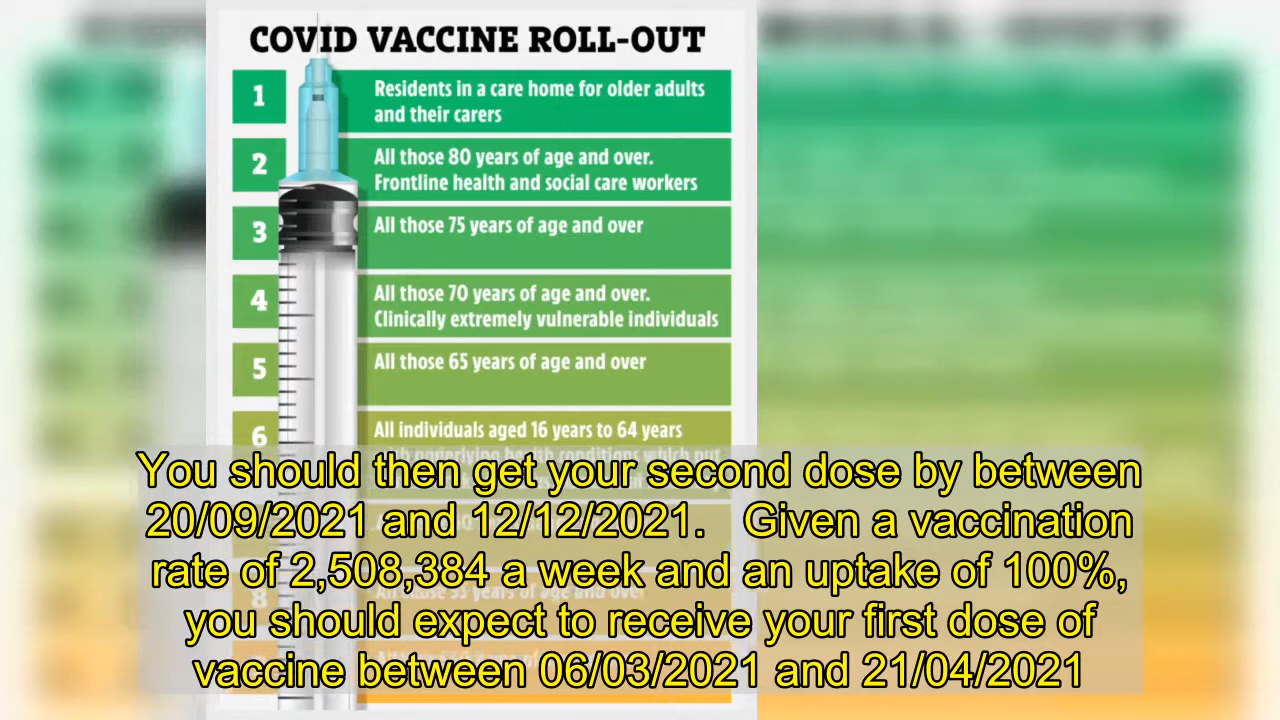 COVID VACCINE ROLL-OUT
1
Residents in a care home for older adults
and their carers
2
All those 80 years of age and over.
Frontline health and social care workers
3
All those 75 years of age and over
4
All those 70 years of age and over.
Clinically extremely vulnerable individuals
5
All those 65 years of age and over
6
All individuals aged 16 years to 64 years
You should then get your second dose by between
20/09/2021 and 12/12/2021. Given a vaccination
rate of 2,508,384 a week and an uptake of 100%,
you should expect to receive your first dose of
vaccine between 06/03/2021 and 21/04/2021
8